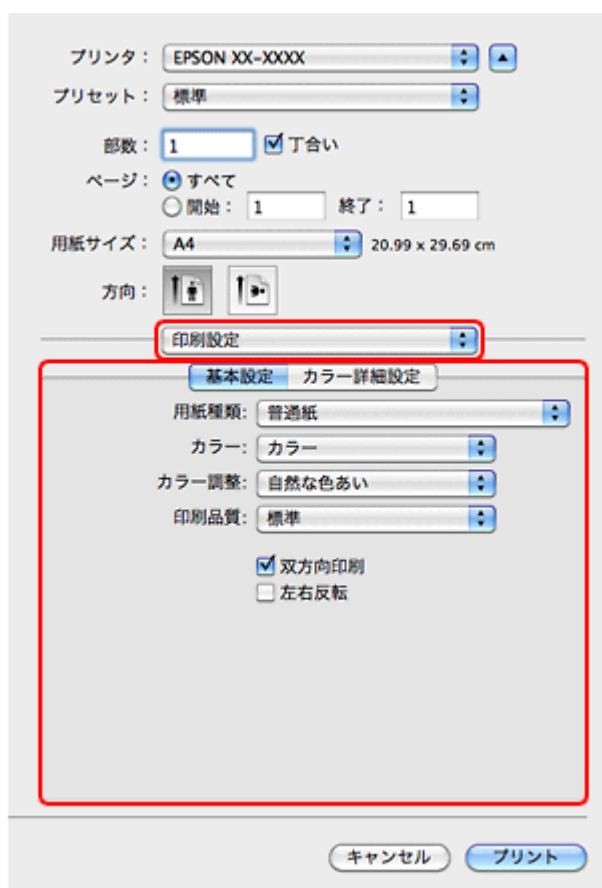 プリンタ： EPSON XX-XXXX
プリセット： 標準
部数： 1 丁合い
ページ： すべて
開始： 1 終了： 1
用紙サイズ： A4 20.99 x 29.69 cm
方向：
印刷設定
基本設定 カラー詳細設定
用紙種類: 普通紙
カラー: カラー
カラー調整: 自然な色あい
印刷品質: 標準
双方向印刷
左右反転
キャンセル プリント